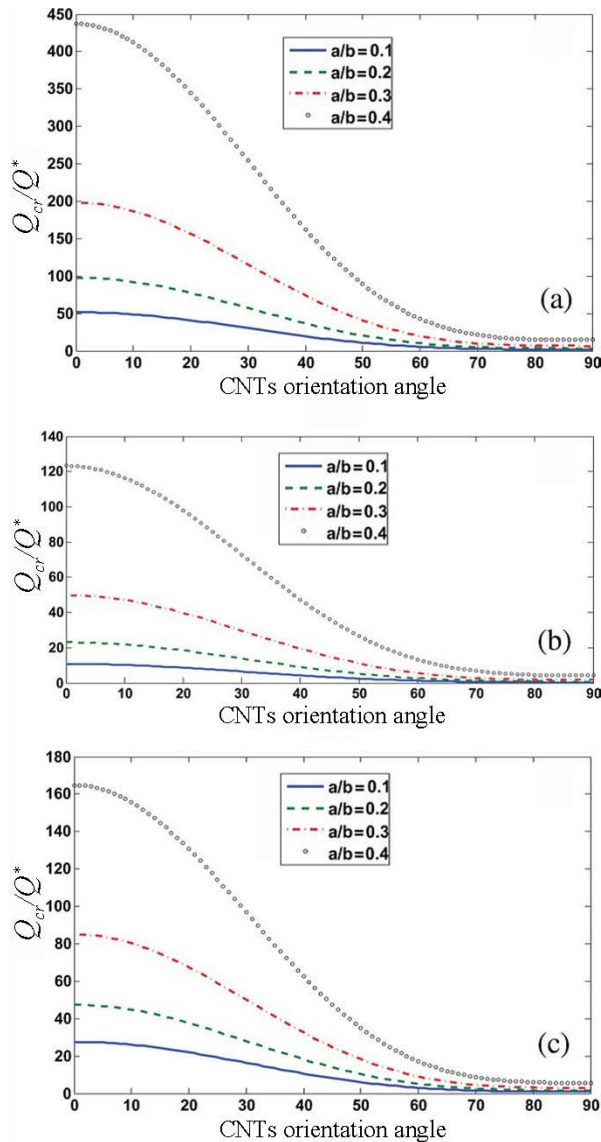 450
400
350
300
250
200
150
100
50
0
Q_cr/Q*
a/b=0.1
a/b=0.2
a/b=0.3
a/b=0.4
(a)
0 10 20 30 40 50 60 70 80 90
CNTs orientation angle
140
120
100
80
60
40
20
0
Q_cr/Q*
a/b=0.1
a/b=0.2
a/b=0.3
a/b=0.4
(b)
0 10 20 30 40 50 60 70 80 90
CNTs orientation angle
180
160
140
120
100
80
60
40
20
0
Q_cr/Q*
a/b=0.1
a/b=0.2
a/b=0.3
a/b=0.4
(c)
0 10 20 30 40 50 60 70 80 90
CNTs orientation angle